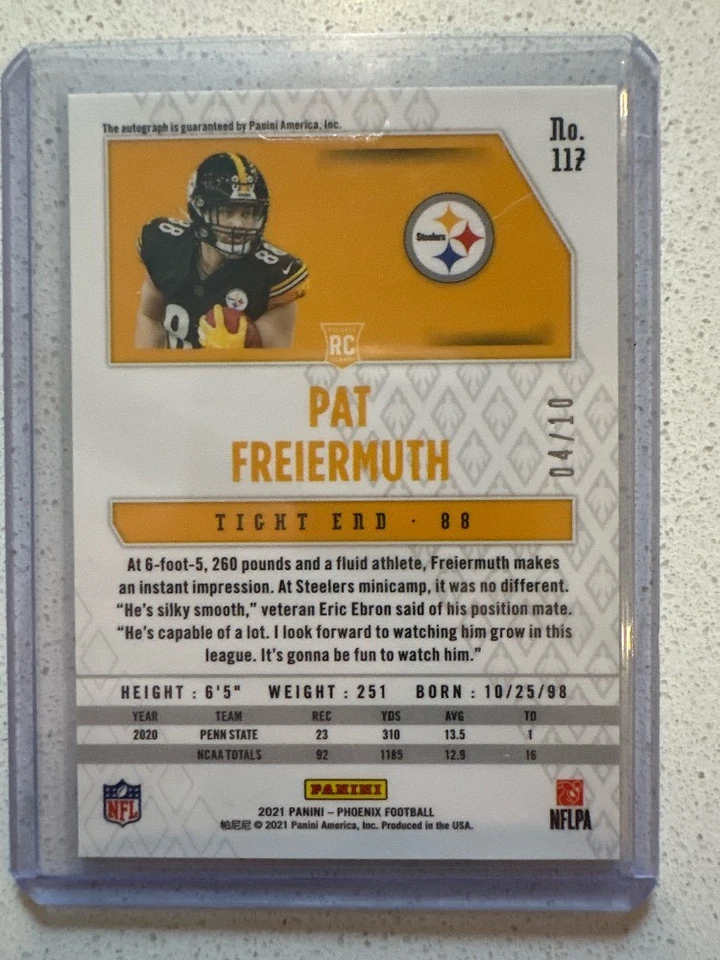 The autograph is guaranteed by Panini America, Inc.
No.
117
88
88
Steelers
RC
PAT
FREIERMUTH
04/10
TIGHT END · 88
At 6-foot-5, 260 pounds and a fluid athlete, Freiermuth makes
an instant impression. At Steelers minicamp, it was no different.
“He’s silky smooth,” veteran Eric Ebron said of his position mate.
“He’s capable of a lot. I look forward to watching him grow in this
league. It’s gonna be fun to watch him.”
HEIGHT : 6'5" WEIGHT : 251 BORN : 10/25/98
YEAR TEAM REC YDS AVG TD
2020 PENN STATE 23 310 13.5 1
NCAA TOTALS 92 1185 12.9 16
NFL
PANINI
2021 PANINI – PHOENIX FOOTBALL
帕尼尼 © 2021 Panini America, Inc. Produced in the USA.
NFLPA